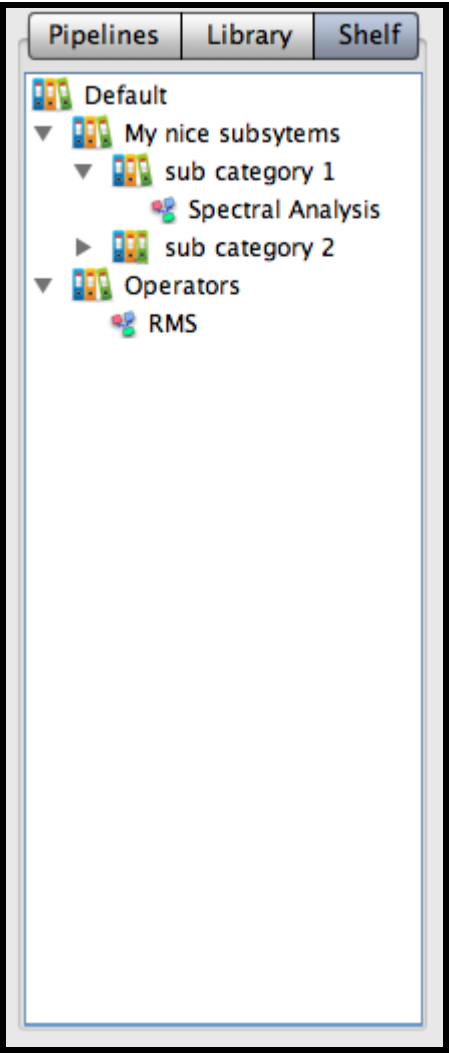 Pipelines Library Shelf
Default
My nice subsytems
sub category 1
Spectral Analysis
sub category 2
Operators
RMS